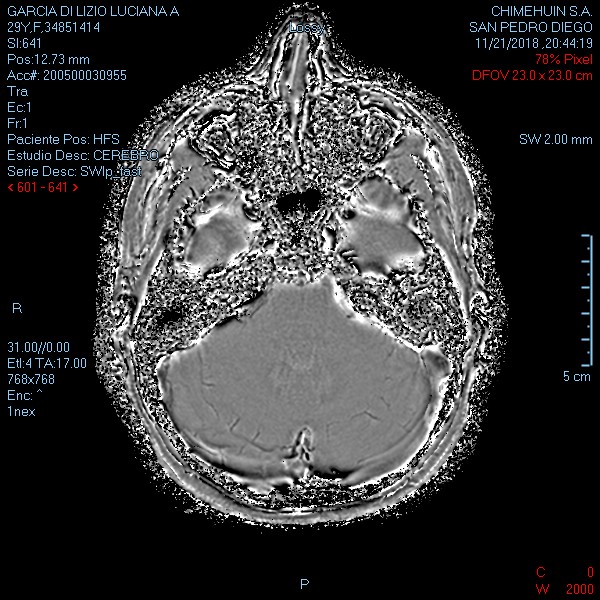 GARCIA DI LIZIO LUCIANA A
29Y,F,34851414
Sl:641
Pos:12.73 mm
Acc#: 200500030955
Tra
Ec:1
Fr:1
Paciente Pos: HFS
Estudio Desc: CEREBRO
Serie Desc: SWIp_fast
< 601 - 641 >
Lossy
CHIMEHUIN S.A.
SAN PEDRO DIEGO
11/21/2018 ,20:44:19
78% Pixel
DFOV 23.0 x 23.0 cm
SW 2.00 mm
R
31.00//0.00
Etl:4 TA:17.00
768x768
Enc: ^
1nex
5 cm
P
C 0
W 2000